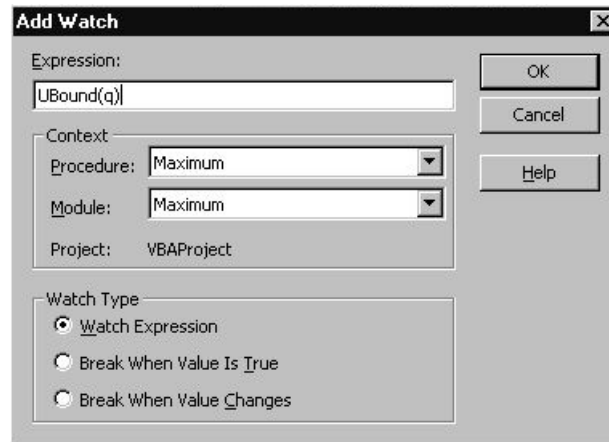 Add Watch
Expression:
UBound(q)
OK
Cancel
Help
Context
Procedure: Maximum
Module: Maximum
Project: VBAProject
Watch Type
Watch Expression
Break When Value Is True
Break When Value Changes